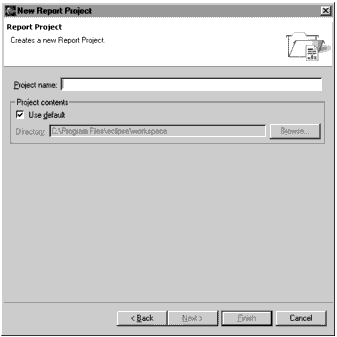 New Report Project
Report Project
Creates a new Report Project.
Project name:
Project contents
Use default
Directory: C:\Program Files\eclipse\workspace Browse...
< Back Next > Finish Cancel